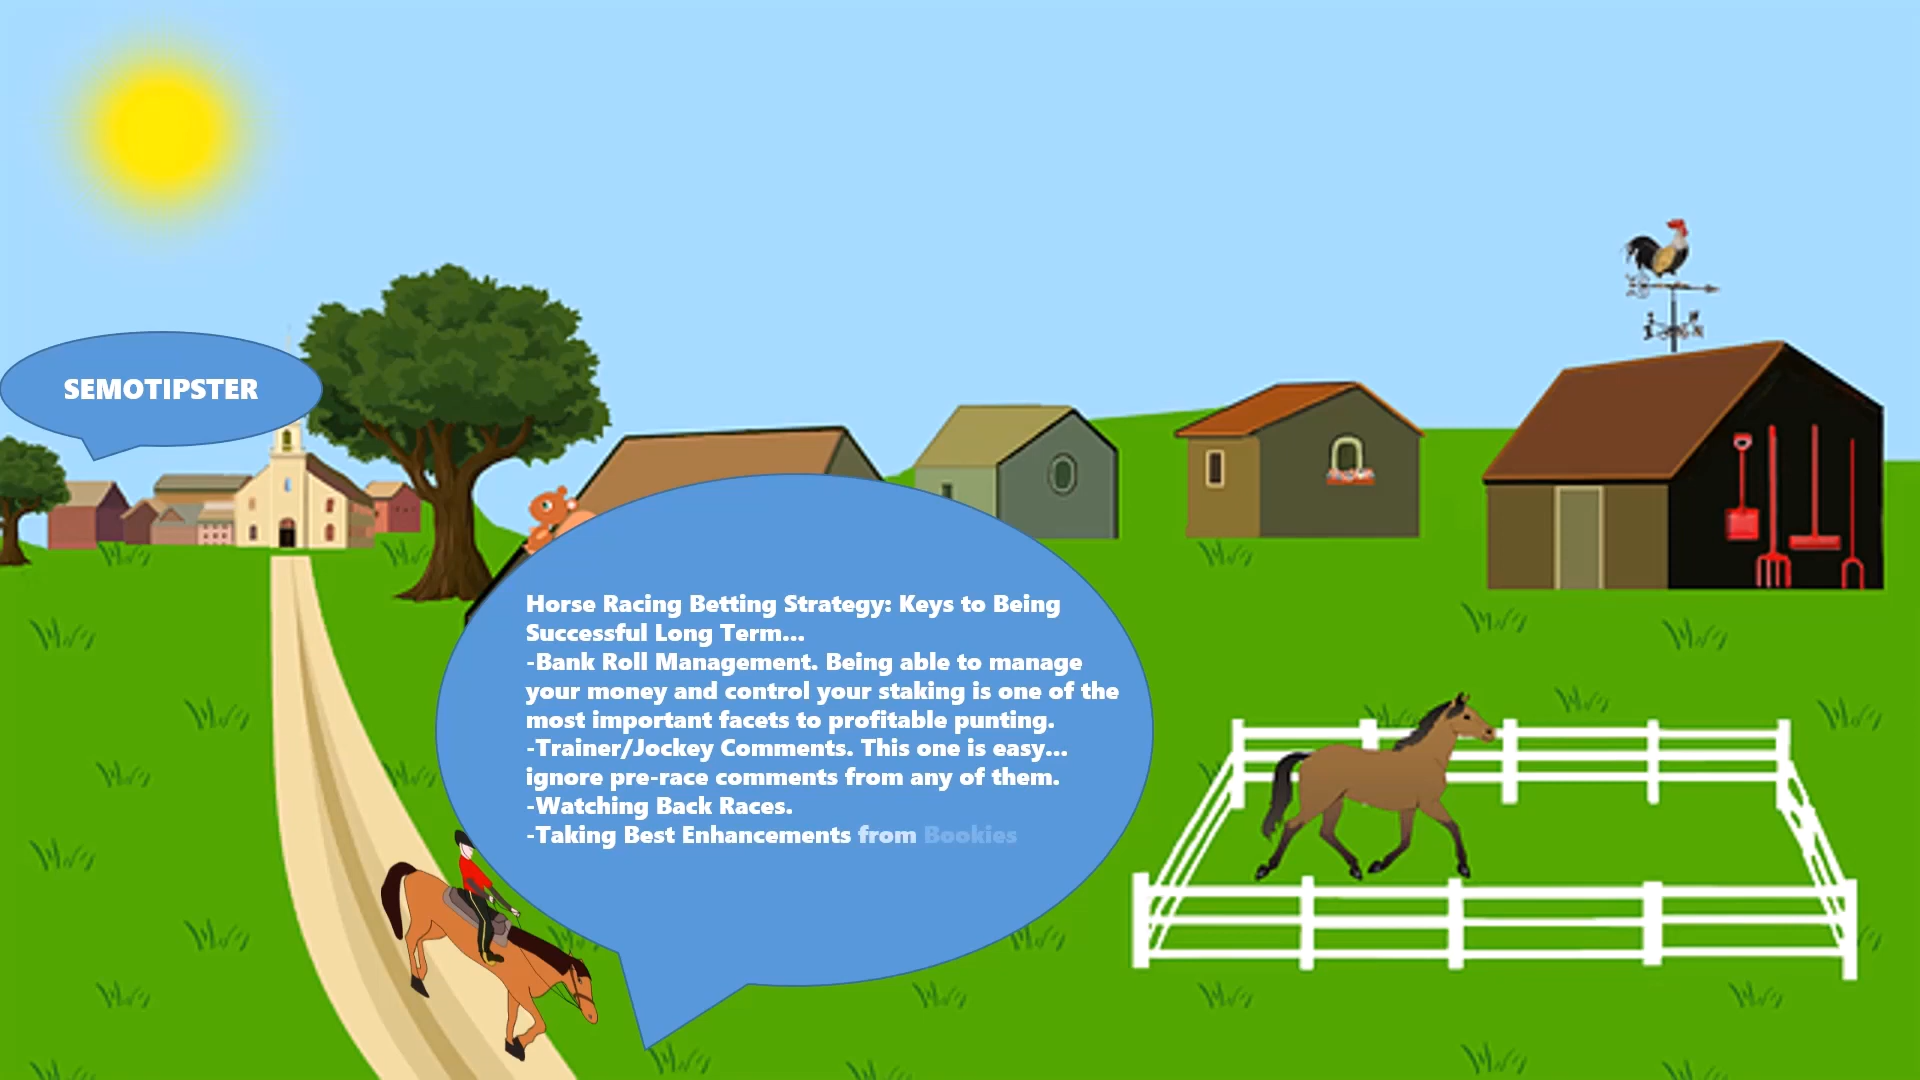 SEMOTIPSTER
Horse Racing Betting Strategy: Keys to Being
Successful Long Term...
-Bank Roll Management. Being able to manage
your money and control your staking is one of the
most important facets to profitable punting.
-Trainer/Jockey Comments. This one is easy...
ignore pre-race comments from any of them.
-Watching Back Races.
-Taking Best Enhancements from Bookies